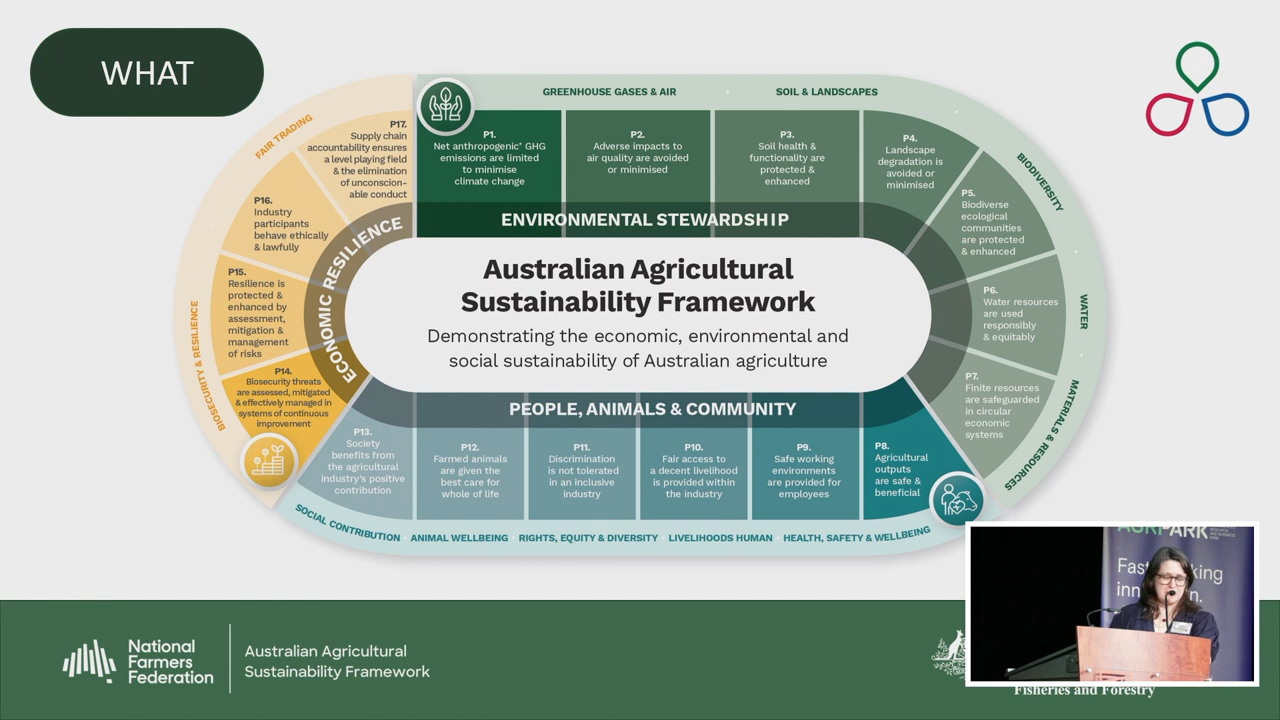 WHAT
GREENHOUSE GASES & AIR
SOIL & LANDSCAPES
BIODIVERSITY
WATER
MATERIALS & RESOURCES
P1.
Net anthropogenic* GHG
emissions are limited
to minimise
climate change
P2.
Adverse impacts to
air quality are avoided
or minimised
P3.
Soil health &
functionality are
protected &
enhanced
P4.
Landscape
degradation is
avoided or
minimised
P5.
Biodiverse
ecological
communities
are protected
& enhanced
P6.
Water resources
are used
responsibly
& equitably
P7.
Finite resources
are safeguarded
in circular
economic
systems
ENVIRONMENTAL STEWARDSHIP
Australian Agricultural
Sustainability Framework
Demonstrating the economic, environmental and
social sustainability of Australian agriculture
PEOPLE, ANIMALS & COMMUNITY
P8.
Agricultural
outputs
are safe &
beneficial
P9.
Safe working
environments
are provided for
employees
P10.
Fair access to
a decent livelihood
is provided within
the industry
P11.
Discrimination
is not tolerated
in an inclusive
industry
P12.
Farmed animals
are given the
best care for
whole of life
P13.
Society
benefits from
the agricultural
industry's positive
contribution
SOCIAL CONTRIBUTION
ANIMAL WELLBEING
RIGHTS, EQUITY & DIVERSITY
LIVELIHOODS HUMAN
HEALTH, SAFETY & WELLBEING
ECONOMIC RESILIENCE
P14.
Biosecurity threats
are assessed, mitigated
& effectively managed in
systems of continuous
improvement
P15.
Resilience is
protected &
enhanced by
assessment,
mitigation &
management
of risks
P16.
Industry
participants
behave ethically
& lawfully
P17.
Supply chain
accountability ensures
a level playing field
& the elimination
of unconscion-
able conduct
BIOSECURITY & RESILIENCE
FAIR TRADING
National
Farmers
Federation
Australian Agricultural
Sustainability Framework
Fisheries and Forestry